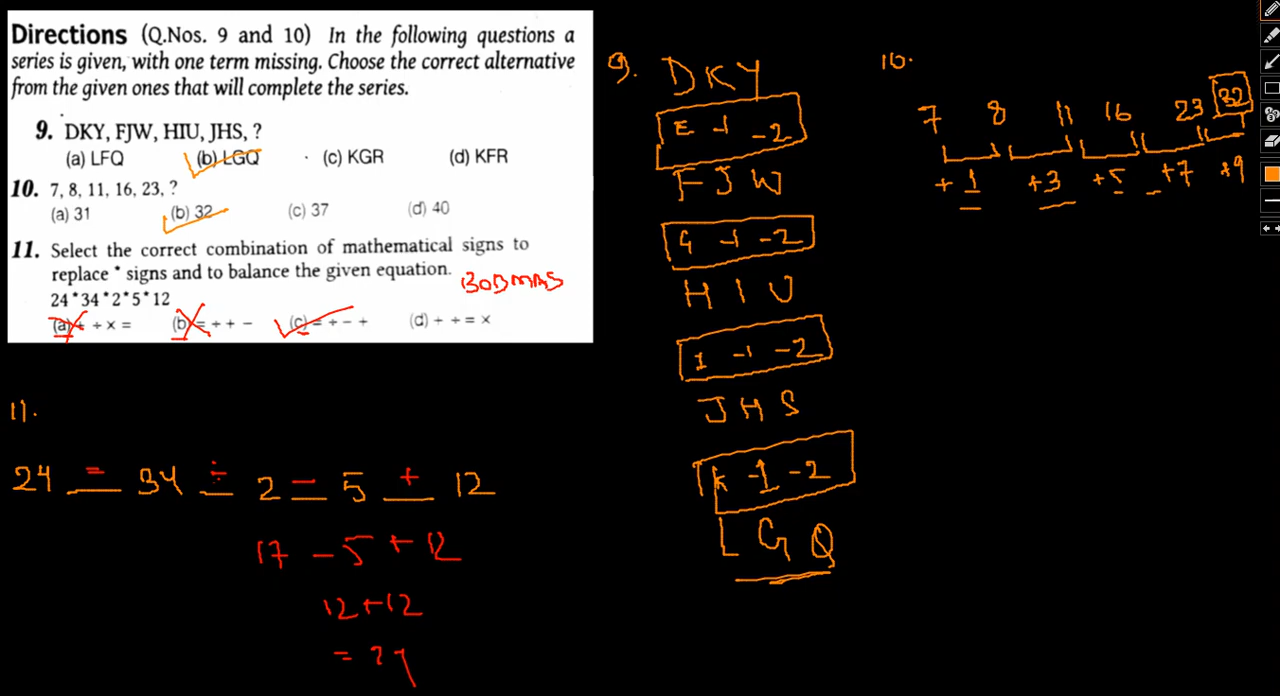 Directions (Q.Nos. 9 and 10) In the following questions a
series is given, with one term missing. Choose the correct alternative
from the given ones that will complete the series.
9. DKY, FJW, HIU, JHS, ?
(a) LFQ (b) LGQ (c) KGR (d) KFR
10. 7, 8, 11, 16, 23, ?
(a) 31 (b) 32 (c) 37 (d) 40
11. Select the correct combination of mathematical signs to
replace * signs and to balance the given equation.
BODMAS
24 * 34 * 2 * 5 * 12
(a) + ÷ × = (b) = ÷ + - (c) = ÷ - + (d) ÷ + = ×
9. DKY
E -1 -2
FJW
G -1 -2
HIU
I -1 -2
JHS
K -1 -2
LGQ
10.
7 8 11 16 23 32
+1 +3 +5 +7 +9
11.
24 = 34 ÷ 2 - 5 + 12
17 - 5 + 12
12+12
= 24